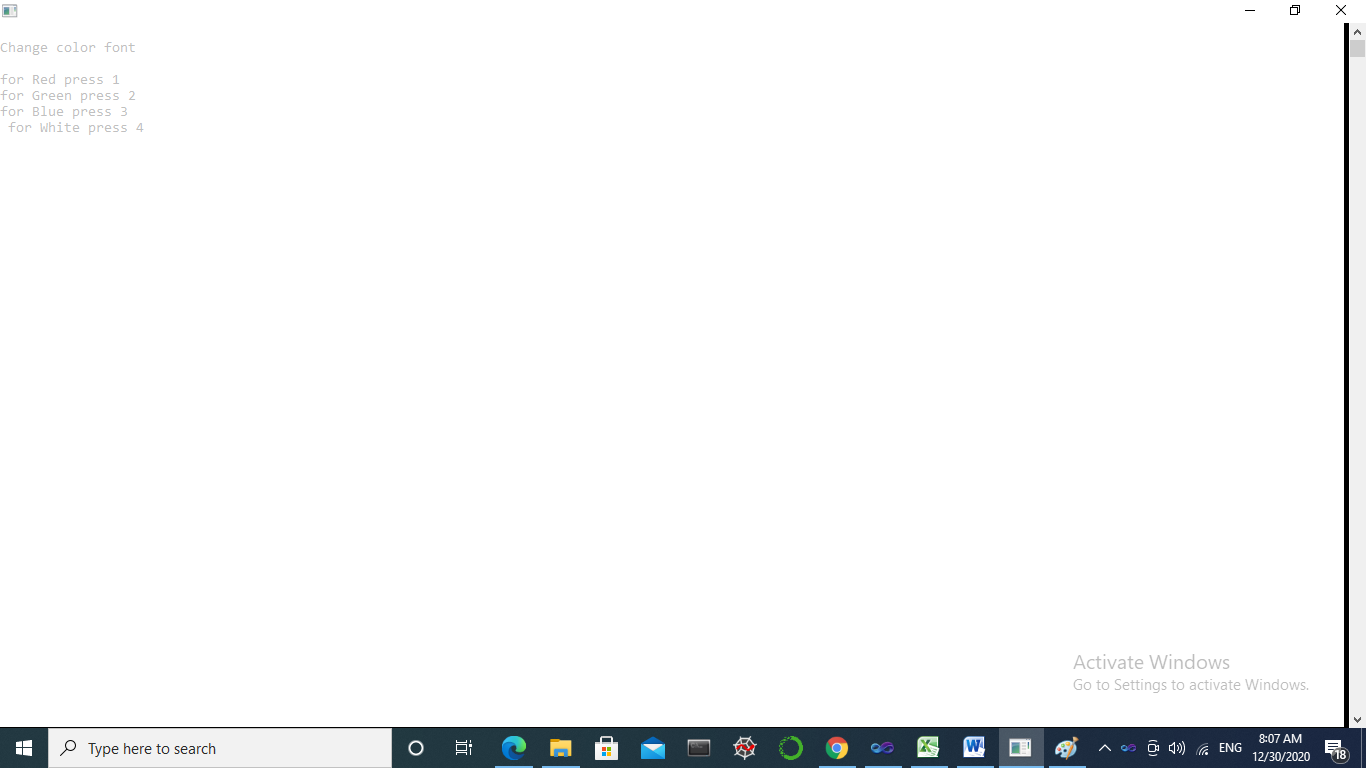 Change color font
for Red press 1
for Green press 2
for Blue press 3
for White press 4
Activate Windows
Go to Settings to activate Windows.
Type here to search
ENG
8:07 AM
12/30/2020
18